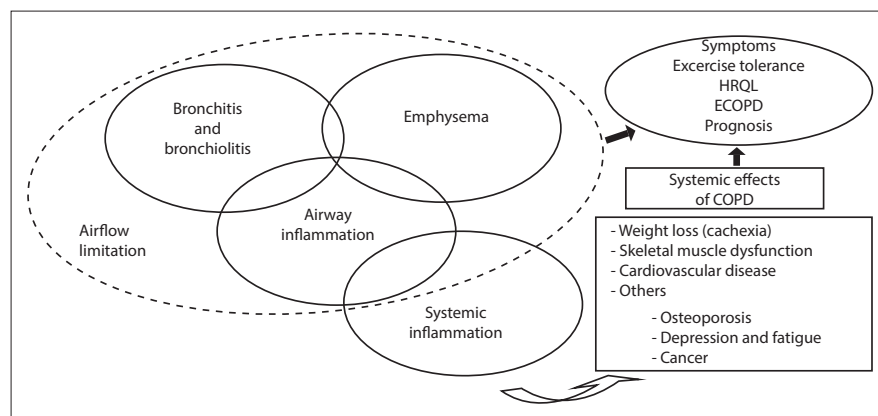 Bronchitis
and
bronchiolitis
Emphysema
Airway
inflammation
Airflow
limitation
Systemic
inflammation
Symptoms
Excercise tolerance
HRQL
ECOPD
Prognosis
Systemic effects
of COPD
- Weight loss (cachexia)
- Skeletal muscle dysfunction
- Cardiovascular disease
- Others
- Osteoporosis
- Depression and fatigue
- Cancer